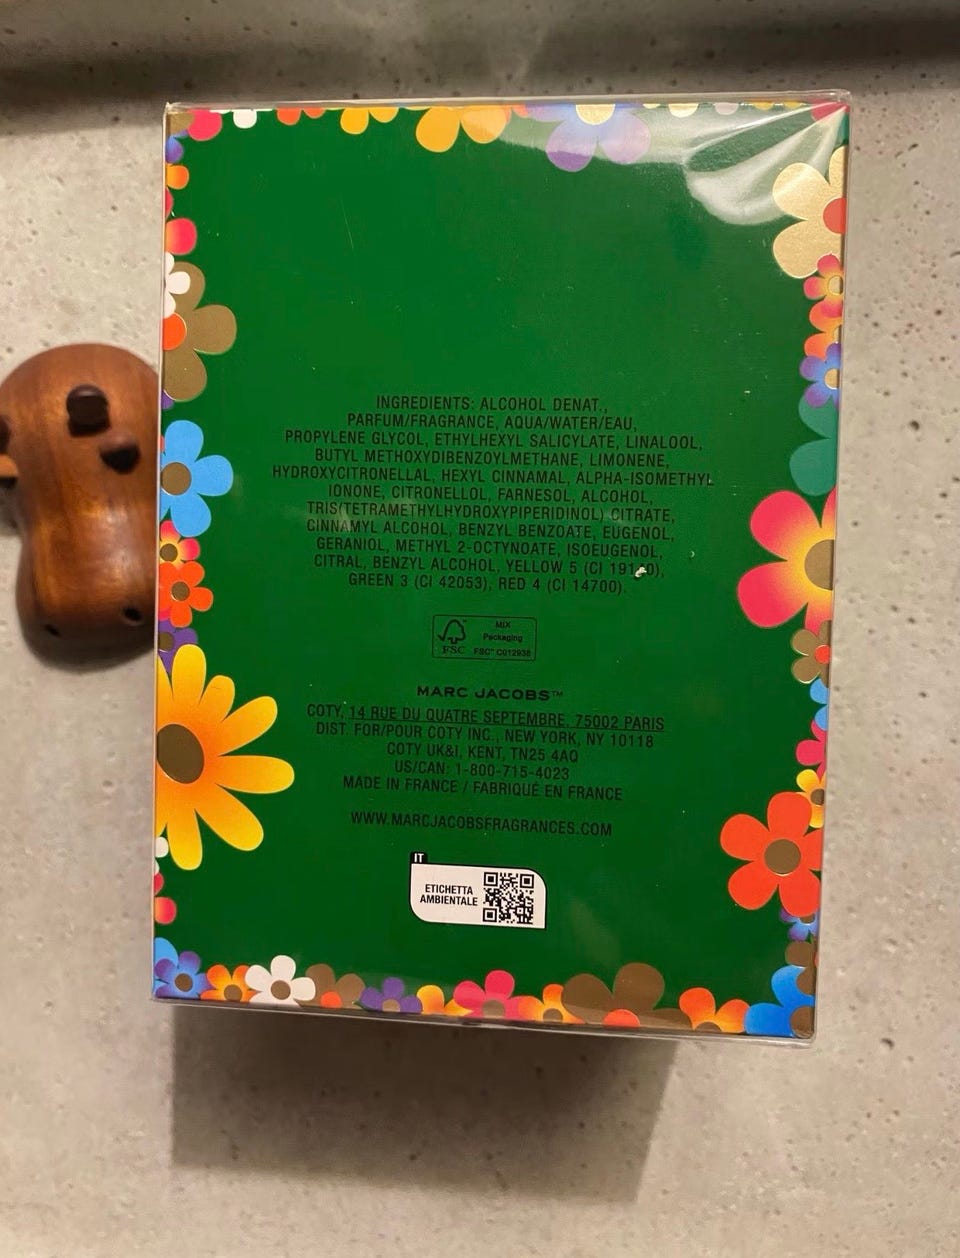 INGREDIENTS: ALCOHOL DENAT.,
PARFUM/FRAGRANCE, AQUA/WATER/EAU,
PROPYLENE GLYCOL, ETHYLHEXYL SALICYLATE, LINALOOL,
BUTYL METHOXYDIBENZOYLMETHANE, LIMONENE,
HYDROXYCITRONELLAL, HEXYL CINNAMAL, ALPHA-ISOMETHYL
IONONE, CITRONELLOL, FARNESOL, ALCOHOL,
TRIS(TETRAMETHYLHYDROXYPIPERIDINOL) CITRATE,
CINNAMYL ALCOHOL, BENZYL BENZOATE, EUGENOL,
GERANIOL, METHYL 2-OCTYNOATE, ISOEUGENOL,
CITRAL, BENZYL ALCOHOL, YELLOW 5 (CI 19140),
GREEN 3 (CI 42053), RED 4 (CI 14700).
MIX
Packaging
FSC FSC™ C012938
MARC JACOBS™
COTY, 14 RUE DU QUATRE SEPTEMBRE, 75002 PARIS
DIST. FOR/POUR COTY INC., NEW YORK, NY 10118
COTY UK&I, KENT, TN25 4AQ
US/CAN: 1-800-715-4023
MADE IN FRANCE / FABRIQUÉ EN FRANCE
WWW.MARCJACOBSFRAGRANCES.COM
IT
ETICHETTA
AMBIENTALE